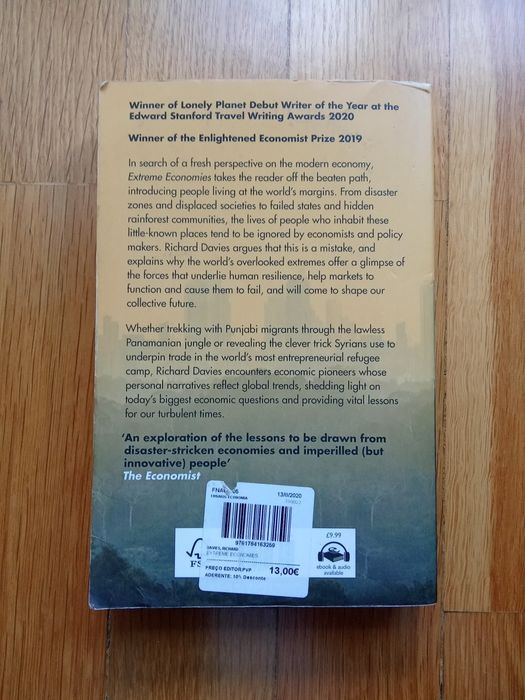 Winner of Lonely Planet Debut Writer of the Year at the
Edward Stanford Travel Writing Awards 2020
Winner of the Enlightened Economist Prize 2019
In search of a fresh perspective on the modern economy,
Extreme Economies takes the reader off the beaten path,
introducing people living at the world's margins. From disaster
zones and displaced societies to failed states and hidden
rainforest communities, the lives of people who inhabit these
little-known places tend to be ignored by economists and policy
makers. Richard Davies argues that this is a mistake, and
explains why the world's overlooked extremes offer a glimpse of
the forces that underlie human resilience, help markets to
function and cause them to fail, and will come to shape our
collective future.
Whether trekking with Punjabi migrants through the lawless
Panamanian jungle or revealing the clever trick Syrians use to
underpin trade in the world's most entrepreneurial refugee
camp, Richard Davies encounters economic pioneers whose
personal narratives reflect global trends, shedding light on
today's biggest economic questions and providing vital lessons
for our turbulent times.
'An exploration of the lessons to be drawn from
disaster-stricken economies and imperilled (but
innovative) people'
The Economist
FNAC
ENSAIOS ECONOMIA
9781784163259
DAVIES, RICHARD
EXTREME ECONOMIES
PREÇO EDITOR/PVP 13,00€
ADERENTE: 10% Desconto
FS
£9.99
ebook & audio
available